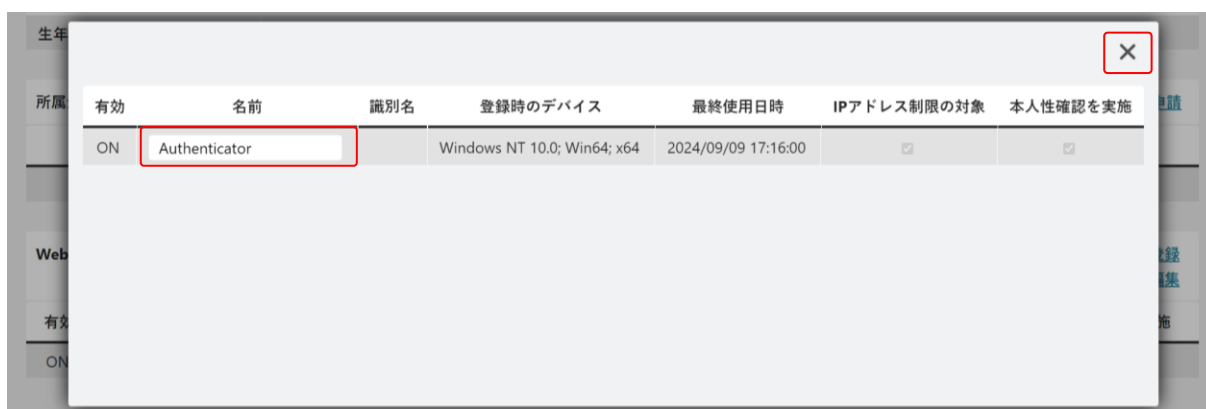 生年
×
所属
申請
有効 名前 識別名 登録時のデバイス 最終使用日時 IPアドレス制限の対象 本人性確認を実施
ON Authenticator Windows NT 10.0; Win64; x64 2024/09/09 17:16:00
Web
登録
編集
有効 施
ON